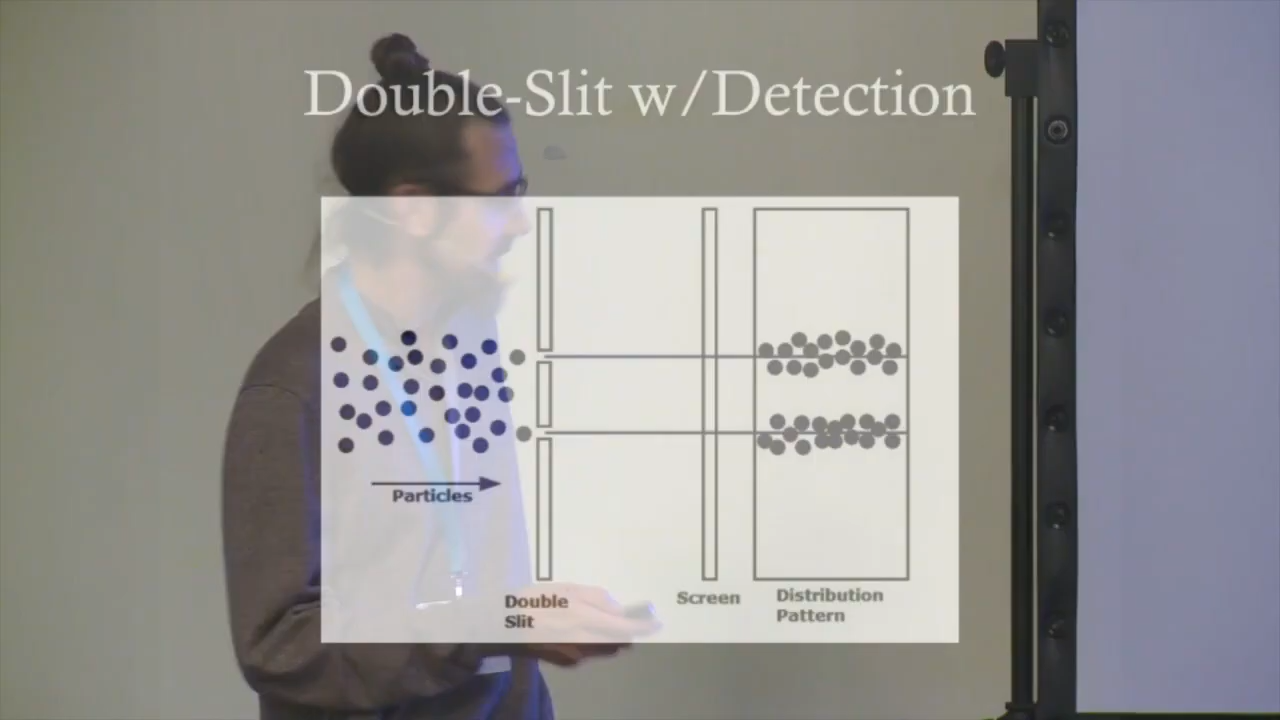 Double-Slit w/Detection
Particles
Double
Slit
Screen
Distribution
Pattern